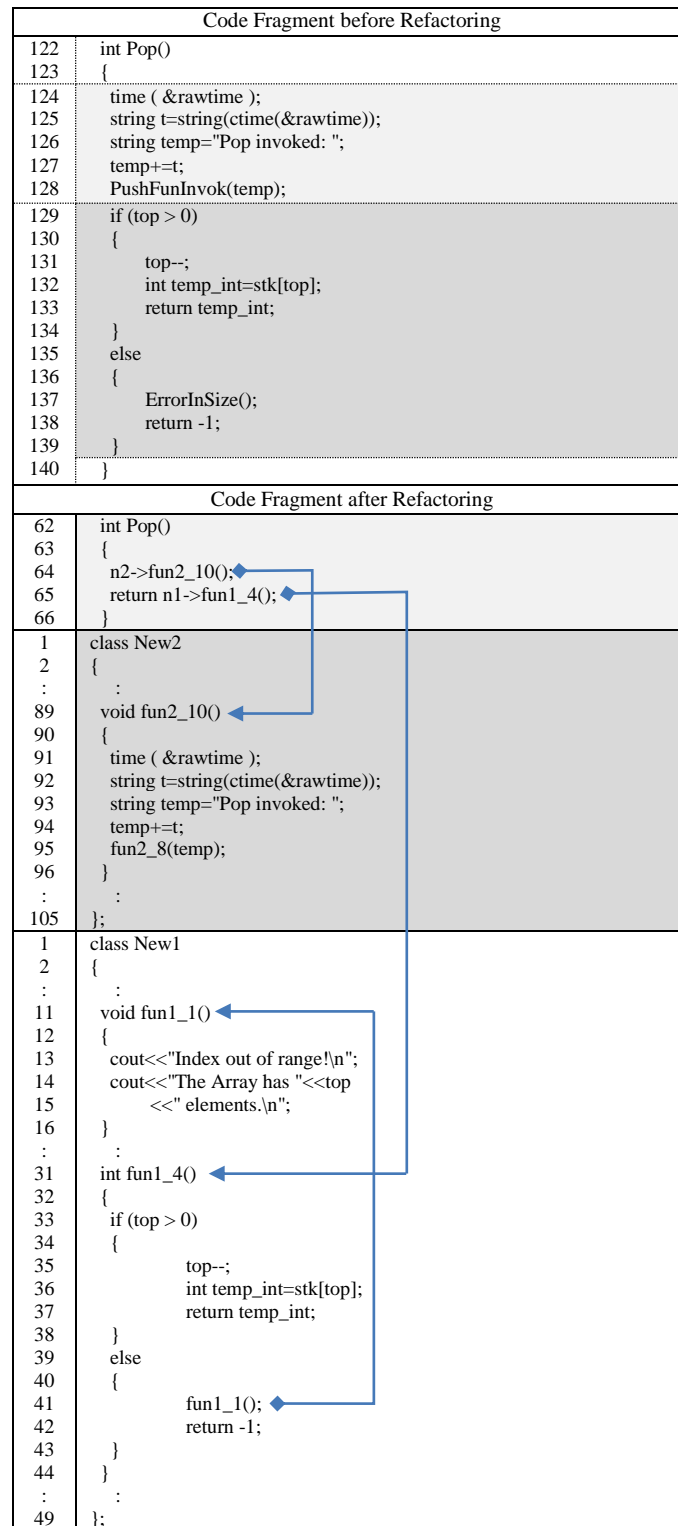 Code Fragment before Refactoring
122 int Pop()
123 {
124 time ( &rawtime );
125 string t=string(ctime(&rawtime));
126 string temp="Pop invoked: ";
127 temp+=t;
128 PushFunInvok(temp);
129 if (top > 0)
130 {
131 top--;
132 int temp_int=stk[top];
133 return temp_int;
134 }
135 else
136 {
137 ErrorInSize();
138 return -1;
139 }
140 }
Code Fragment after Refactoring
62 int Pop()
63 {
64 n2->fun2_10();
65 return n1->fun1_4();
66 }
1 class New2
2 {
: :
89 void fun2_10()
90 {
91 time ( &rawtime );
92 string t=string(ctime(&rawtime));
93 string temp="Pop invoked: ";
94 temp+=t;
95 fun2_8(temp);
96 }
: :
105 };
1 class New1
2 {
: :
11 void fun1_1()
12 {
13 cout<<"Index out of range!\n";
14 cout<<"The Array has "<<top
15 <<" elements.\n";
16 }
: :
31 int fun1_4()
32 {
33 if (top > 0)
34 {
35 top--;
36 int temp_int=stk[top];
37 return temp_int;
38 }
39 else
40 {
41 fun1_1();
42 return -1;
43 }
44 }
: :
49 };